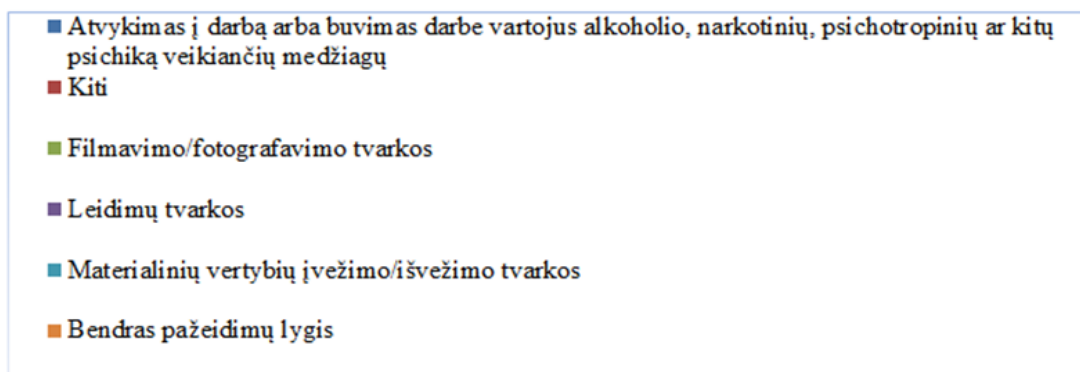 Atvykimas į darbą arba buvimas darbe vartojus alkoholio, narkotinių, psichotropinių ar kitų
psichiką veikiančių medžiagų
Kiti
Filmavimo/fotografavimo tvarkos
Leidimų tvarkos
Materialinių vertybių įvežimo/išvežimo tvarkos
Bendras pažeidimų lygis